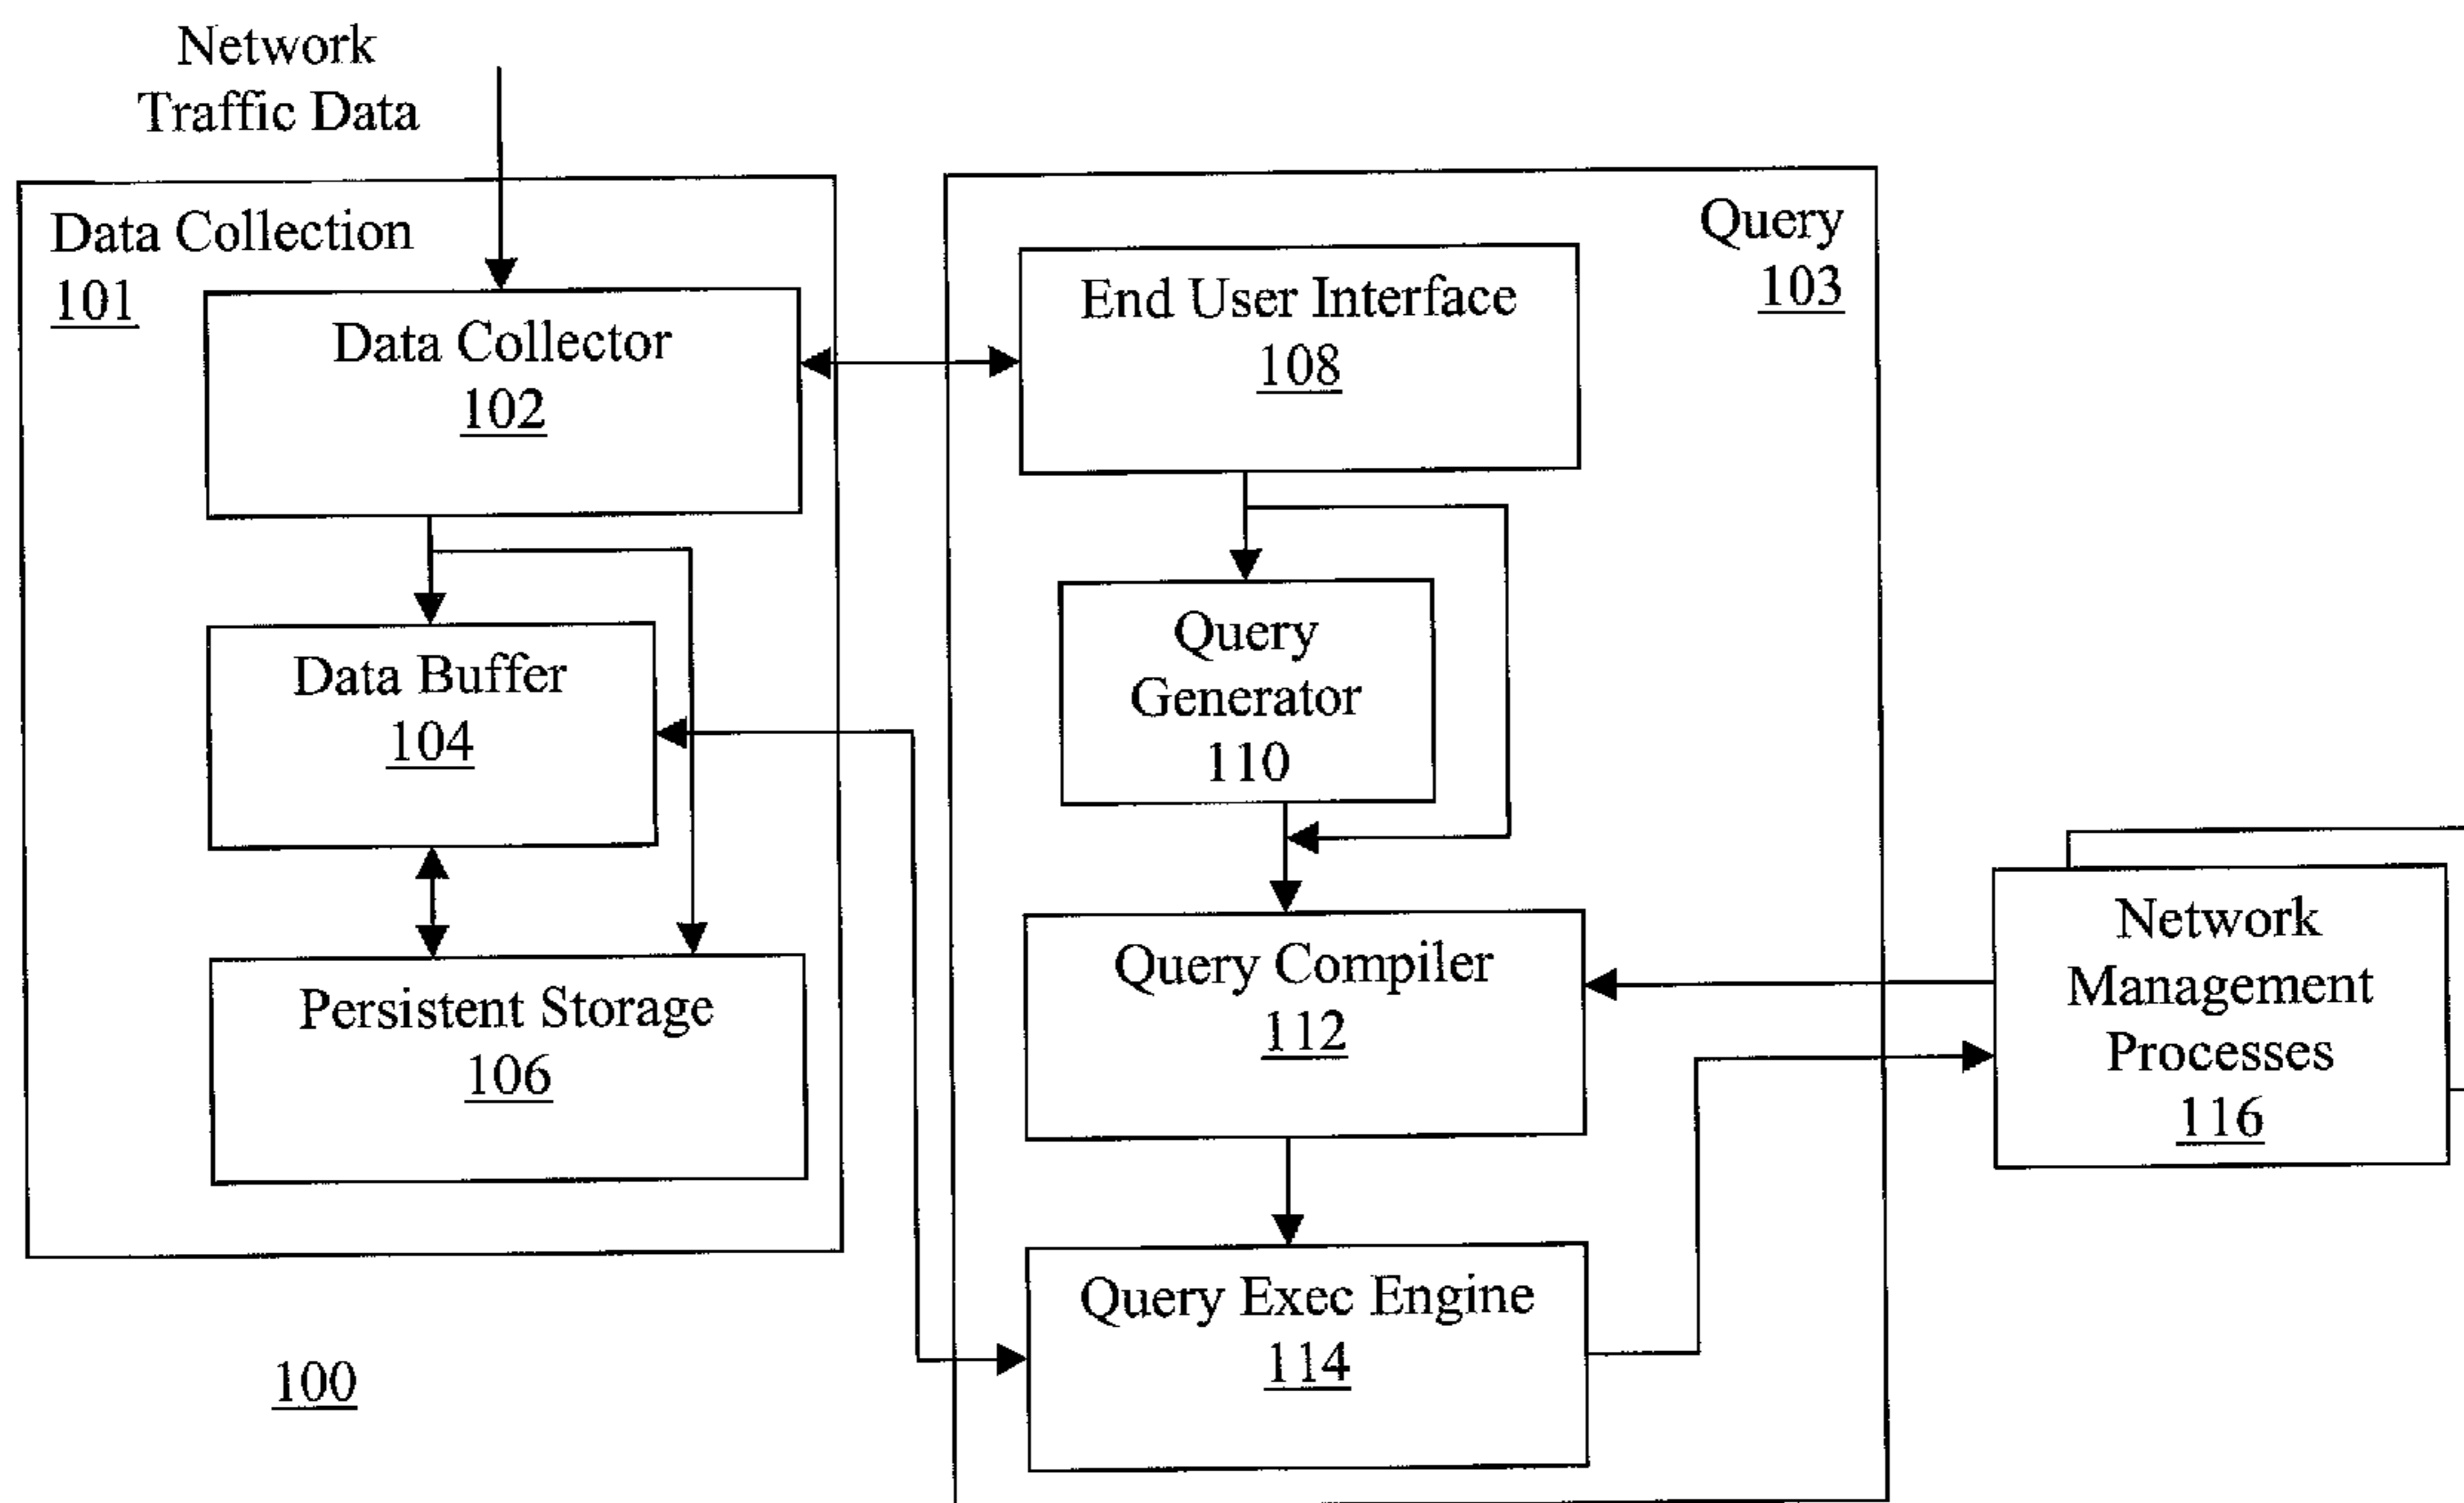 Network
Traffic Data
Data Collection
101
Data Collector
102
Data Buffer
104
Persistent Storage
106
100
Query
103
End User Interface
108
Query
Generator
110
Query Compiler
112
Query Exec Engine
114
Network
Management
Processes
116